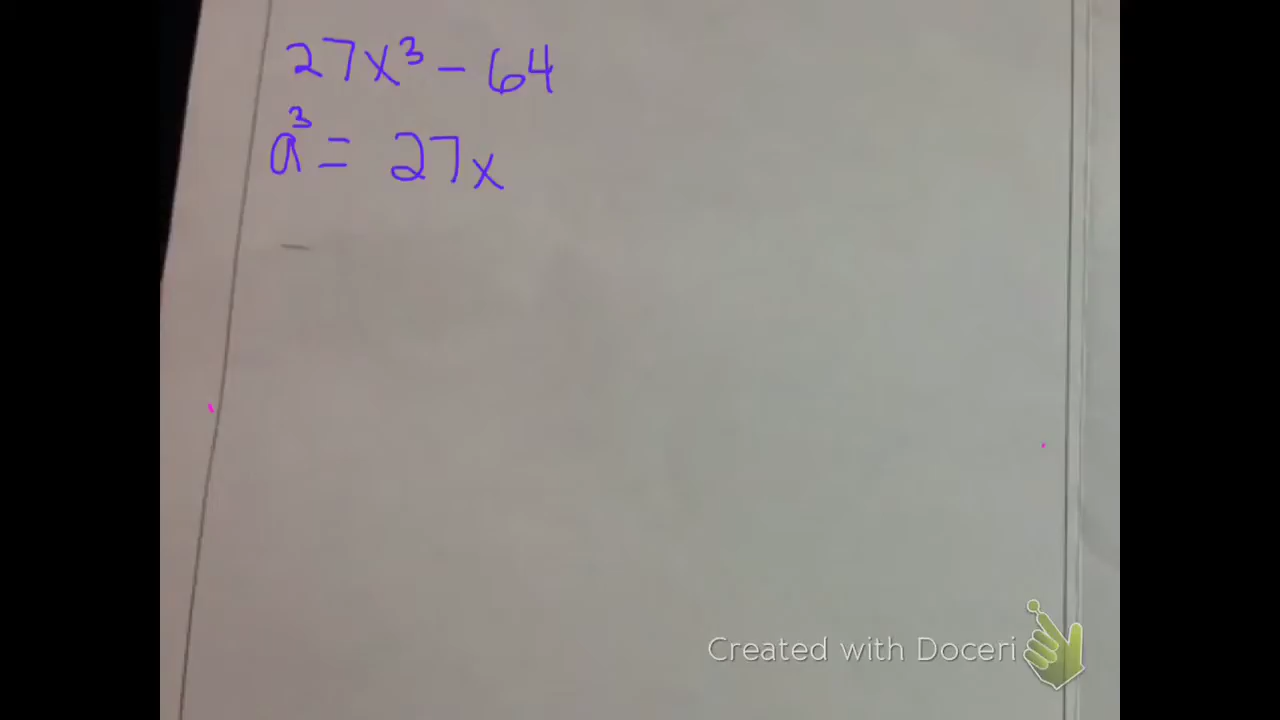 27x³ - 64
a³ = 27x
Created with Doceri